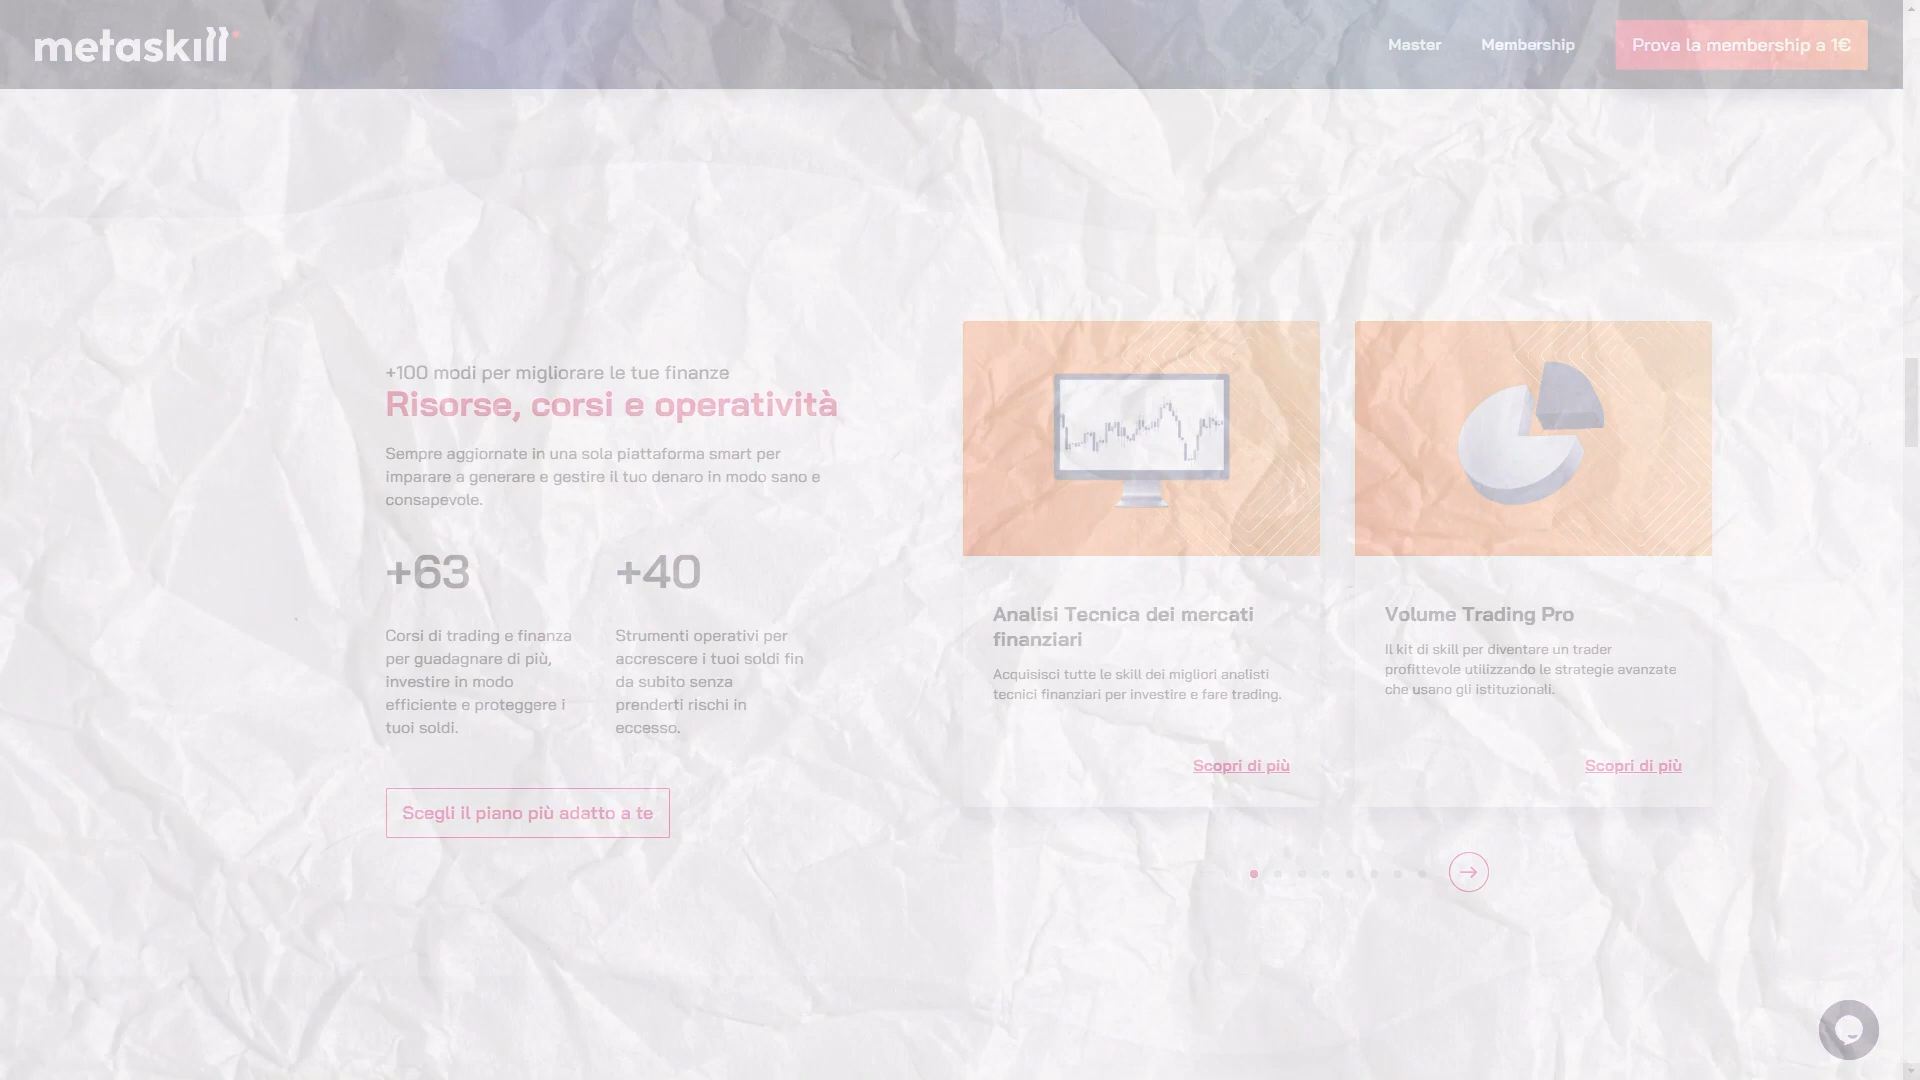 metaskill
Master
Membership
Prova la membership a 1€
+100 modi per migliorare le tue finanze
Risorse, corsi e operatività
Sempre aggiornate in una sola piattaforma smart per
imparare a generare e gestire il tuo denaro in modo sano e
consapevole.
+63
Corsi di trading e finanza
per guadagnare di più,
investire in modo
efficiente e proteggere i
tuoi soldi.
+40
Strumenti operativi per
accrescere i tuoi soldi fin
da subito senza
prenderti rischi in
eccesso.
Scegli il piano più adatto a te
Analisi Tecnica dei mercati
finanziari
Acquisisci tutte le skill dei migliori analisti
tecnici finanziari per investire e fare trading.
Scopri di più
Volume Trading Pro
Il kit di skill per diventare un trader
profittevole utilizzando le strategie avanzate
che usano gli istituzionali.
Scopri di più